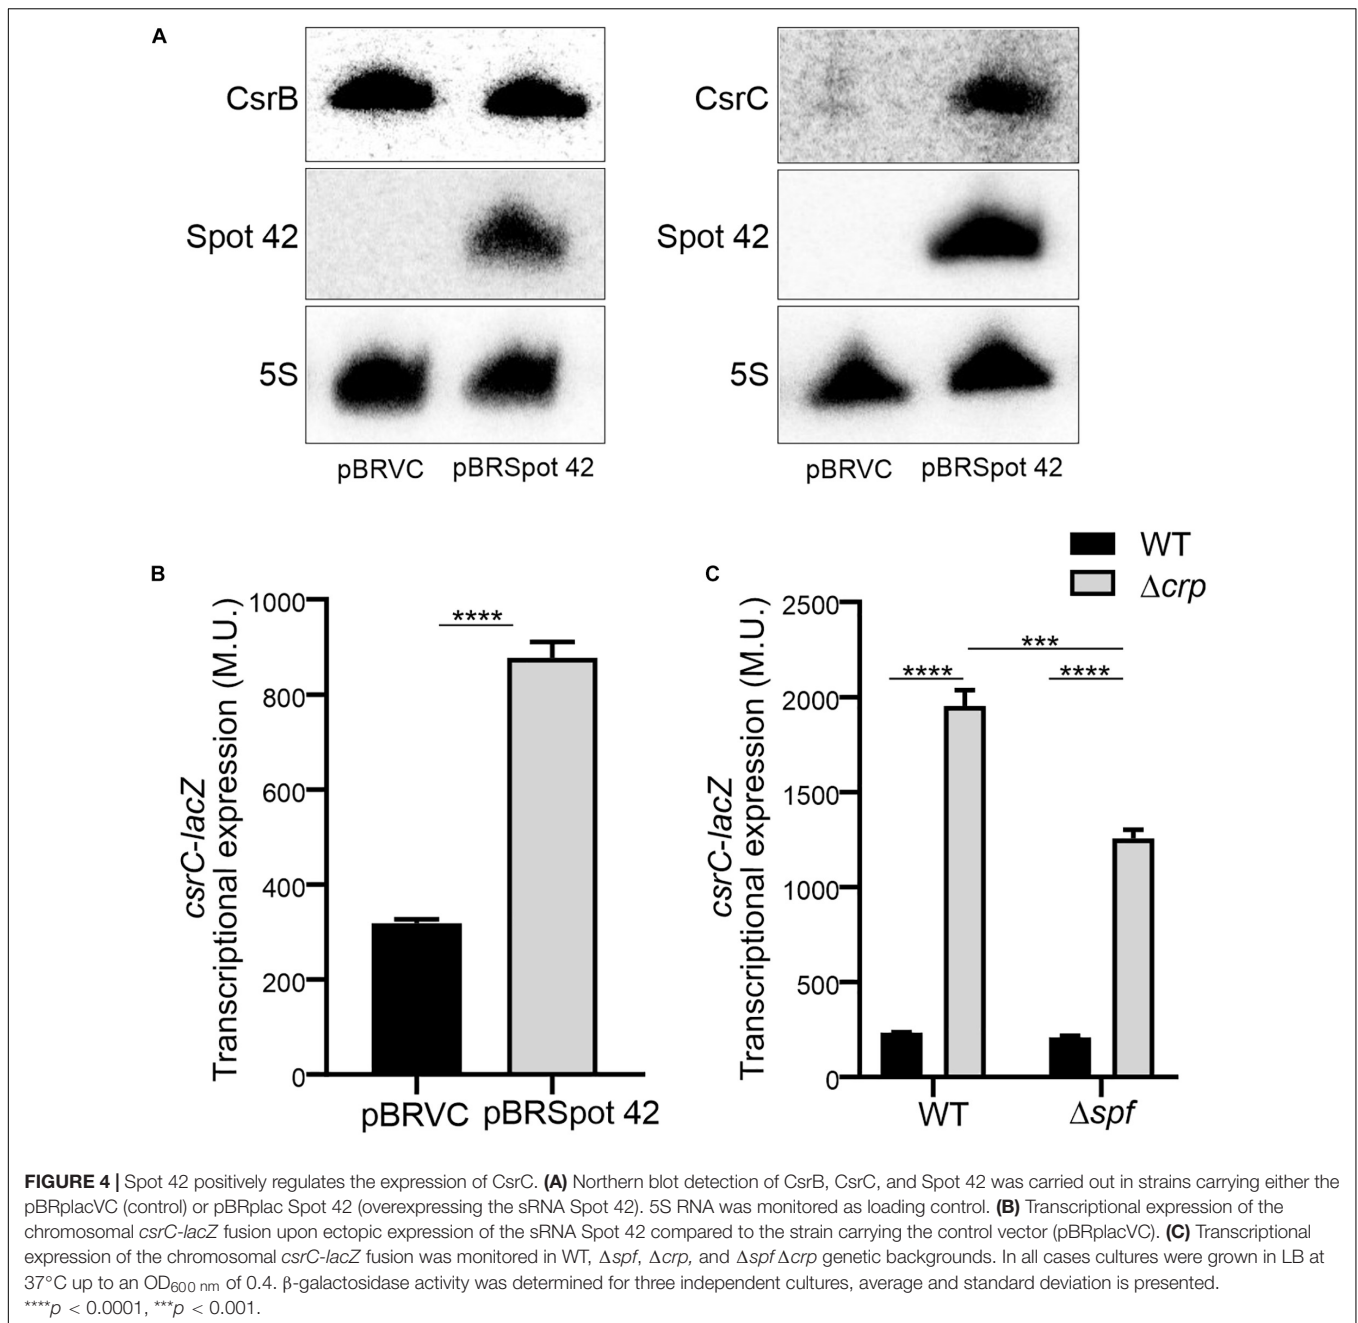 A
CsrB
CsrC
Spot 42
Spot 42
5S
5S
pBRVC pBRSpot 42
pBRVC pBRSpot 42
WT
Δcrp
B
csrC-lacZ
Transcriptional expression (M.U.)
1000
800
600
400
200
0
****
pBRVC pBRSpot 42
C
csrC-lacZ
Transcriptional expression (M.U.)
2500
2000
1500
1000
500
0
***
**** ****
WT Δspf
FIGURE 4 | Spot 42 positively regulates the expression of CsrC. (A) Northern blot detection of CsrB, CsrC, and Spot 42 was carried out in strains carrying either the
pBRplacVC (control) or pBRplac Spot 42 (overexpressing the sRNA Spot 42). 5S RNA was monitored as loading control. (B) Transcriptional expression of the
chromosomal csrC-lacZ fusion upon ectopic expression of the sRNA Spot 42 compared to the strain carrying the control vector (pBRplacVC). (C) Transcriptional
expression of the chromosomal csrC-lacZ fusion was monitored in WT, Δspf, Δcrp, and ΔspfΔcrp genetic backgrounds. In all cases cultures were grown in LB at
37°C up to an OD600 nm of 0.4. β-galactosidase activity was determined for three independent cultures, average and standard deviation is presented.
****p < 0.0001, ***p < 0.001.